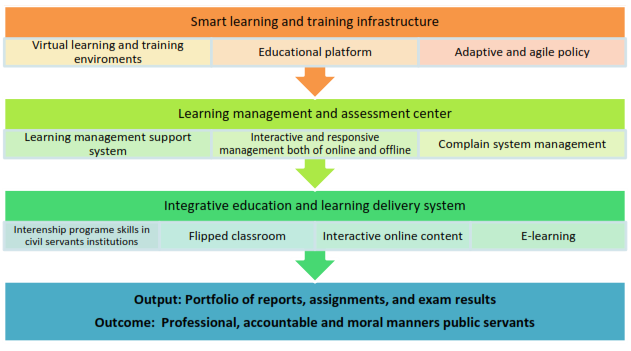 Smart learning and training infrastructure
Virtual learning and training
enviroments
Educational platform
Adaptive and agile policy
Learning management and assessment center
Learning management support
system
Interactive and responsive
management both of online and offline
Complain system management
Integrative education and learning delivery system
Internship programe skills in
civil servants institutions
Flipped classroom
Interactive online content
E-learning
Output: Portfolio of reports, assignments, and exam results
Outcome: Professional, accountable and moral manners public servants